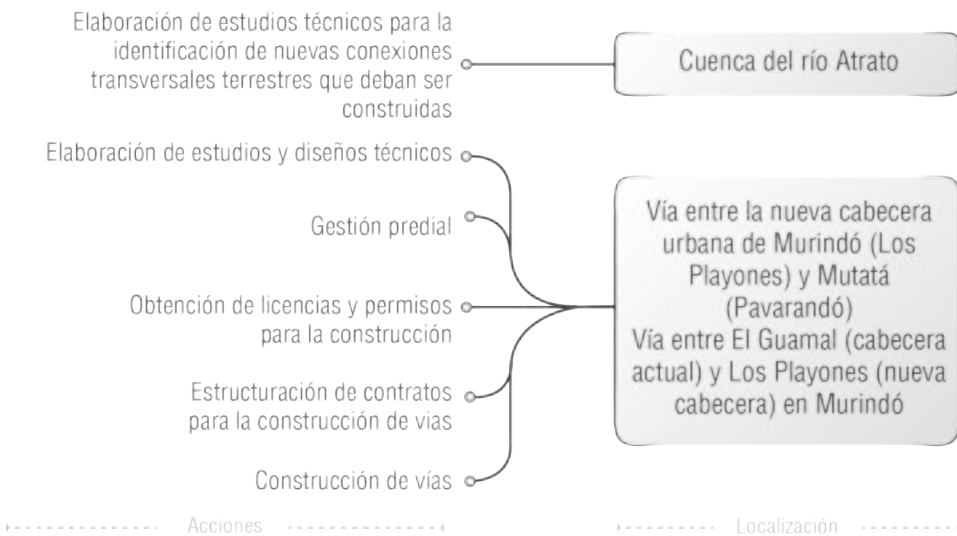 Elaboración de estudios técnicos para la
identificación de nuevas conexiones
transversales terrestres que deban ser
construidas
Cuenca del río Atrato
Elaboración de estudios y diseños técnicos
Gestión predial
Obtención de licencias y permisos
para la construcción
Estructuración de contratos
para la construcción de vias
Construcción de vías
Vía entre la nueva cabecera
urbana de Murindó (Los
Playones) y Mutatá
(Pavarandó)
Vía entre El Guamal (cabecera
actual) y Los Playones (nueva
cabecera) en Murindó
Acciones
Localización